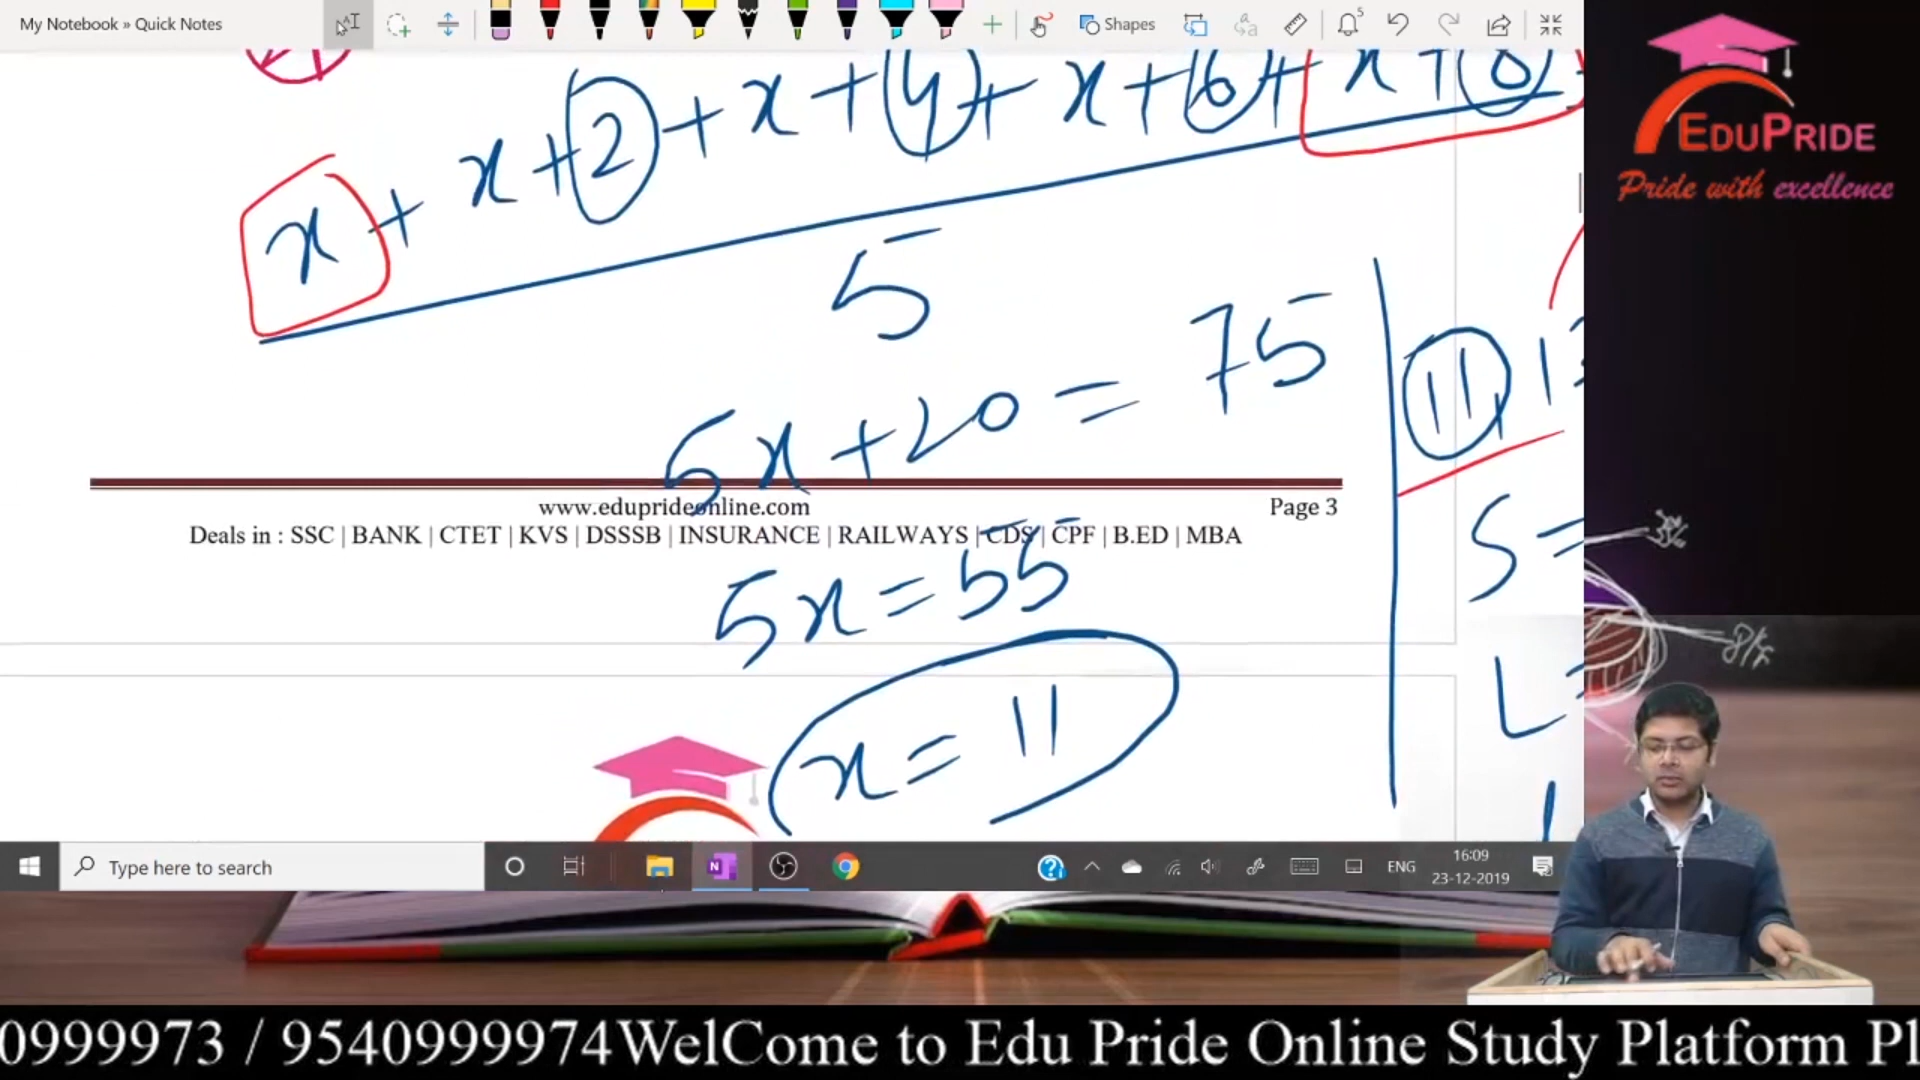 My Notebook » Quick Notes
Shapes
5
EDUPRIDE
Pride with excellence
x + x + 2 + x + 4 + x + 6 + x + 8
5
5x + 20 = 75
11, 1
www.eduprideonline.com
Page 3
Deals in : SSC | BANK | CTET | KVS | DSSSB | INSURANCE | RAILWAYS | CDS | CPF | B.ED | MBA
S =
5x = 55
L =
x = 11
Type here to search
ENG
16:09
23-12-2019
0999973 / 9540999974WelCome to Edu Pride Online Study Platform Pl